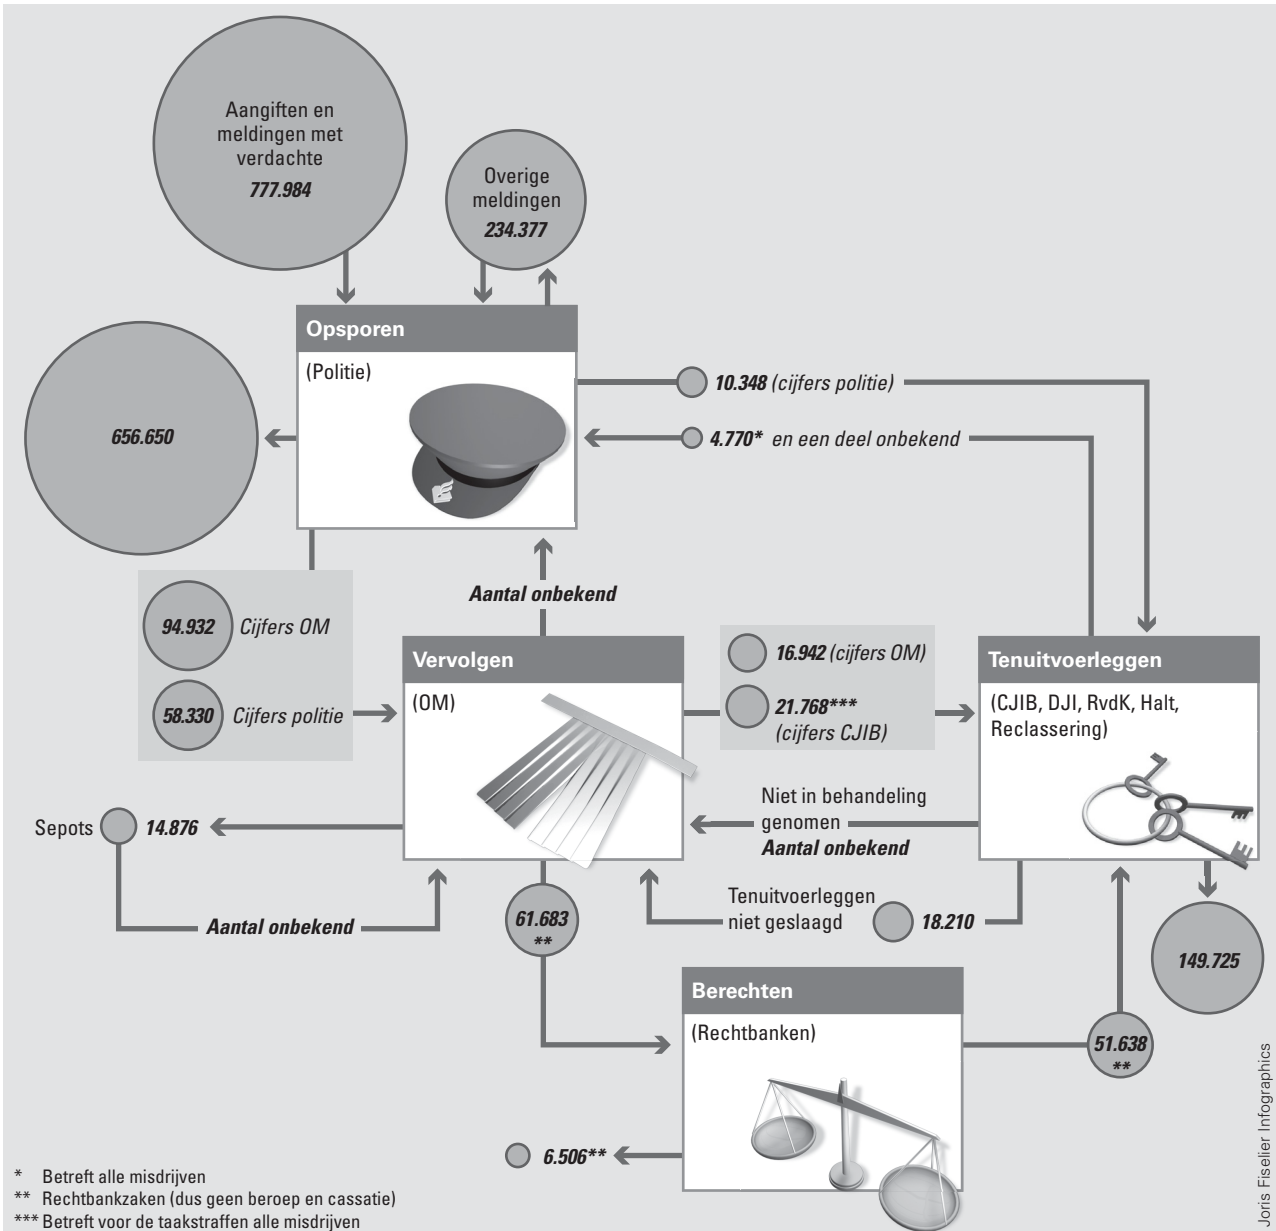 Aangiften en
meldingen met
verdachte
777.984
Overige
meldingen
234.377
Opsporen
(Politie)
656.650
10.348 (cijfers politie)
4.770* en een deel onbekend
94.932 Cijfers OM
58.330 Cijfers politie
Aantal onbekend
Vervolgen
(OM)
16.942 (cijfers OM)
21.768***
(cijfers CJIB)
Tenuitvoerleggen
(CJIB, DJI, RvdK, Halt,
Reclassering)
Sepots 14.876
Niet in behandeling
genomen
Aantal onbekend
Aantal onbekend
61.683
**
Tenuitvoerleggen
niet geslaagd 18.210
149.725
Berechten
(Rechtbanken)
51.638
**
6.506**
* Betreft alle misdrijven
** Rechtbankzaken (dus geen beroep en cassatie)
*** Betreft voor de taakstraffen alle misdrijven
Joris Fiselier Infographics